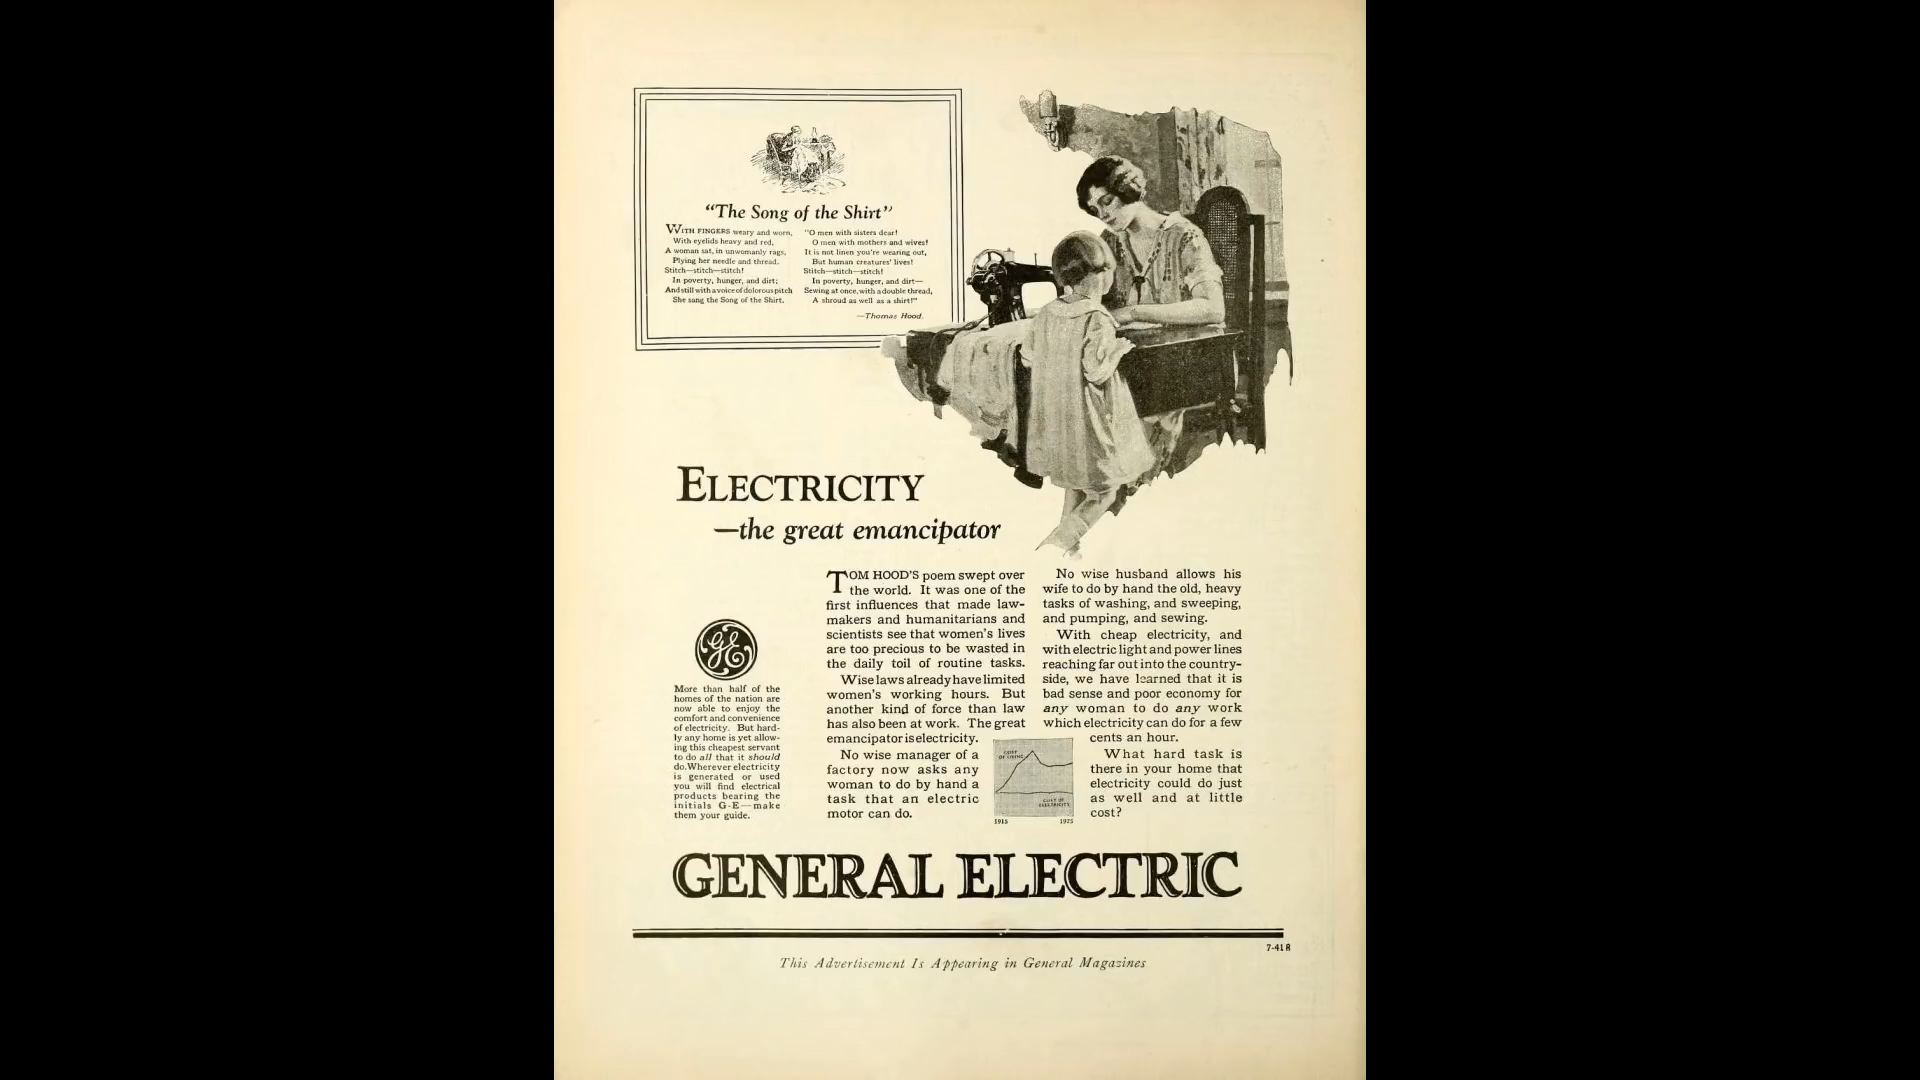 "The Song of the Shirt"
WITH FINGERS weary and worn,
With eyelids heavy and red,
A woman sat, in unwomanly rags,
Plying her needle and thread.
Stitch—stitch—stitch!
In poverty, hunger, and dirt;
And still with a voice of dolorous pitch
She sang the Song of the Shirt.
"O men with sisters dear!
O men with mothers and wives!
It is not linen you're wearing out,
But human creatures' lives!
Stitch—stitch—stitch!
In poverty, hunger, and dirt—
Sewing at once, with a double thread,
A shroud as well as a shirt!"
—Thomas Hood.
ELECTRICITY
—the great emancipator
GE
More than half of the
homes of the nation are
now able to enjoy the
comfort and convenience
of electricity. But hard-
ly any home is yet allow-
ing this cheapest servant
to do all that it should
do. Wherever electricity
is generated or used
you will find electrical
products bearing the
initials G-E—make
them your guide.
TOM HOOD'S poem swept over
the world. It was one of the
first influences that made law-
makers and humanitarians and
scientists see that women's lives
are too precious to be wasted in
the daily toil of routine tasks.
Wise laws already have limited
women's working hours. But
another kind of force than law
has also been at work. The great
emancipator is electricity.
No wise manager of a
factory now asks any
woman to do by hand a
task that an electric
motor can do.
COST
OF LIVING
COST OF
ELECTRICITY
1915 1925
No wise husband allows his
wife to do by hand the old, heavy
tasks of washing, and sweeping,
and pumping, and sewing.
With cheap electricity, and
with electric light and power lines
reaching far out into the country-
side, we have learned that it is
bad sense and poor economy for
any woman to do any work
which electricity can do for a few
cents an hour.
What hard task is
there in your home that
electricity could do just
as well and at little
cost?
GENERAL ELECTRIC
7-41R
This Advertisement Is Appearing in General Magazines